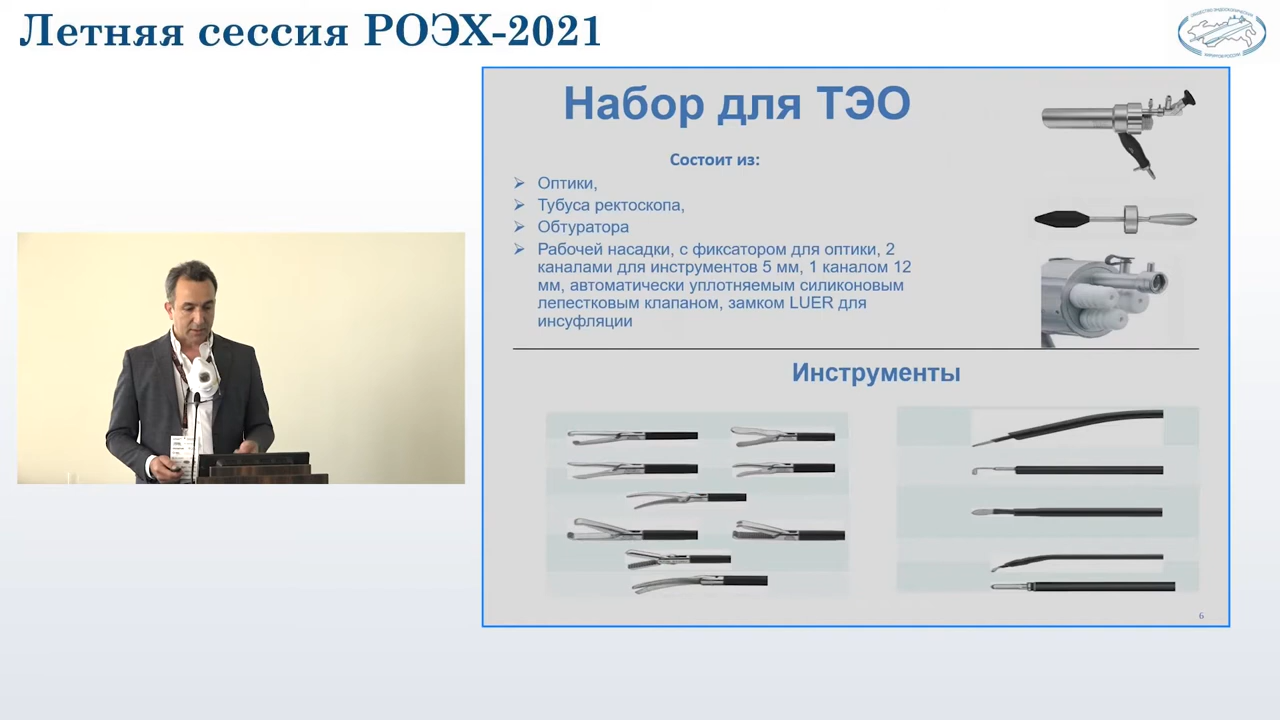 Летняя сессия РОЭХ-2021
Набор для ТЭО
Состоит из:
Оптики,
Тубуса ректоскопа,
Обтуратора
Рабочей насадки, с фиксатором для оптики, 2
каналами для инструментов 5 мм, 1 каналом 12
мм, автоматически уплотняемым силиконовым
лепестковым клапаном, замком LUER для
инсуфляции
Инструменты
6